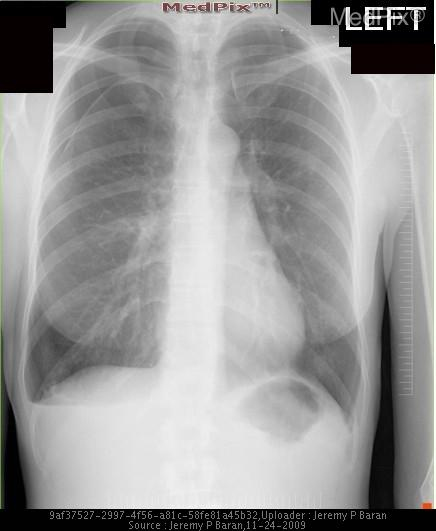 MedPix™
MedPix®
LEFT
9af37527-2997-4f56-a81c-58fe81a45b32,Uploader : Jeremy P Baran
Source : Jeremy P Baran,11-24-2009